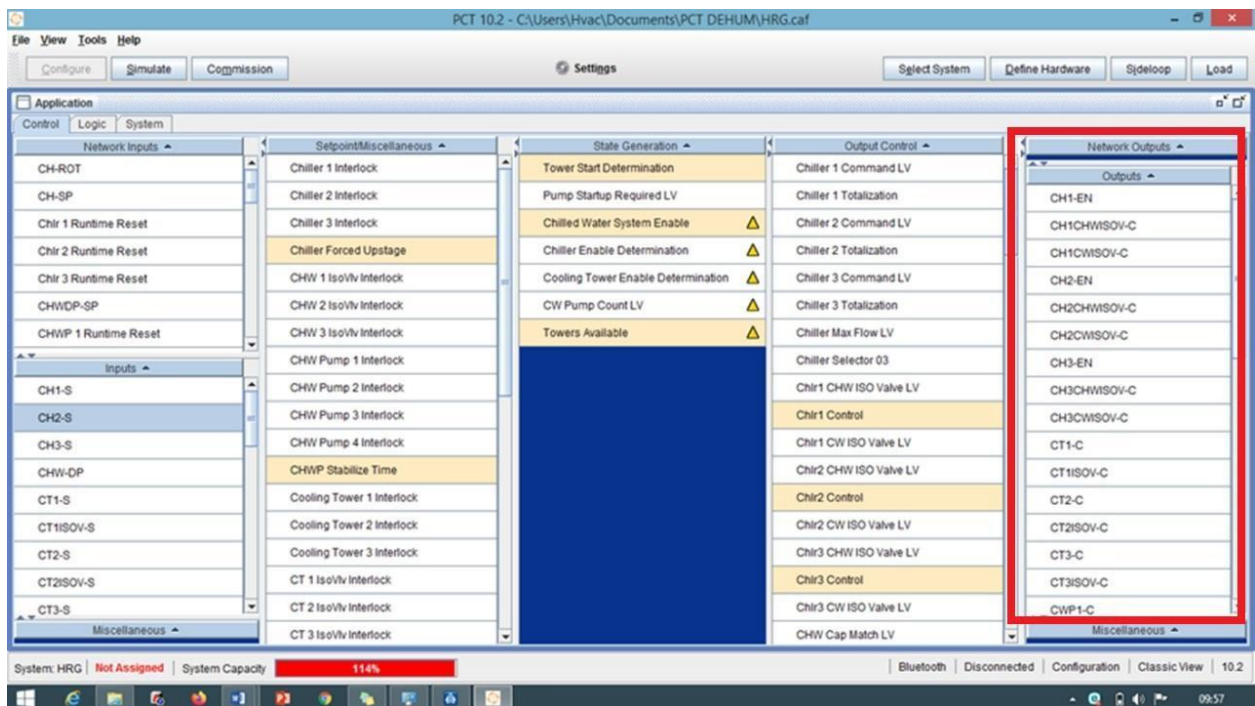 PCT 10.2 - C:\Users\Hvac\Documents\PCT DEHUM\HRG.caf
File View Tools Help
Configure Simulate Commission Settings Select System Define Hardware Sideloop Load
Application
Control Logic System
Network Inputs
CH-ROT
CH-SP
Chlr 1 Runtime Reset
Chlr 2 Runtime Reset
Chlr 3 Runtime Reset
CHWDP-SP
CHWP 1 Runtime Reset
Inputs
CH1-S
CH2-S
CH3-S
CHW-DP
CT1-S
CT1ISOV-S
CT2-S
CT2ISOV-S
CT3-S
Miscellaneous
Setpoint/Miscellaneous
Chiller 1 Interlock
Chiller 2 Interlock
Chiller 3 Interlock
Chiller Forced Upstage
CHW 1 IsoVlv Interlock
CHW 2 IsoVlv Interlock
CHW 3 IsoVlv Interlock
CHW Pump 1 Interlock
CHW Pump 2 Interlock
CHW Pump 3 Interlock
CHW Pump 4 Interlock
CHWP Stabilize Time
Cooling Tower 1 Interlock
Cooling Tower 2 Interlock
Cooling Tower 3 Interlock
CT 1 IsoVlv Interlock
CT 2 IsoVlv Interlock
CT 3 IsoVlv Interlock
State Generation
Tower Start Determination
Pump Startup Required LV
Chilled Water System Enable
Chiller Enable Determination
Cooling Tower Enable Determination
CW Pump Count LV
Towers Available
Output Control
Chiller 1 Command LV
Chiller 1 Totalization
Chiller 2 Command LV
Chiller 2 Totalization
Chiller 3 Command LV
Chiller 3 Totalization
Chiller Max Flow LV
Chiller Selector 03
Chlr1 CHW ISO Valve LV
Chlr1 Control
Chlr1 CW ISO Valve LV
Chlr2 CHW ISO Valve LV
Chlr2 Control
Chlr2 CW ISO Valve LV
Chlr3 CHW ISO Valve LV
Chlr3 Control
Chlr3 CW ISO Valve LV
CHW Cap Match LV
Network Outputs
Outputs
CH1-EN
CH1CHWISOV-C
CH1CWISOV-C
CH2-EN
CH2CHWISOV-C
CH2CWISOV-C
CH3-EN
CH3CHWISOV-C
CH3CWISOV-C
CT1-C
CT1ISOV-C
CT2-C
CT2ISOV-C
CT3-C
CT3ISOV-C
CWP1-C
Miscellaneous
System: HRG Not Assigned System Capacity 114% Bluetooth Disconnected Configuration Classic View 10.2
09:57